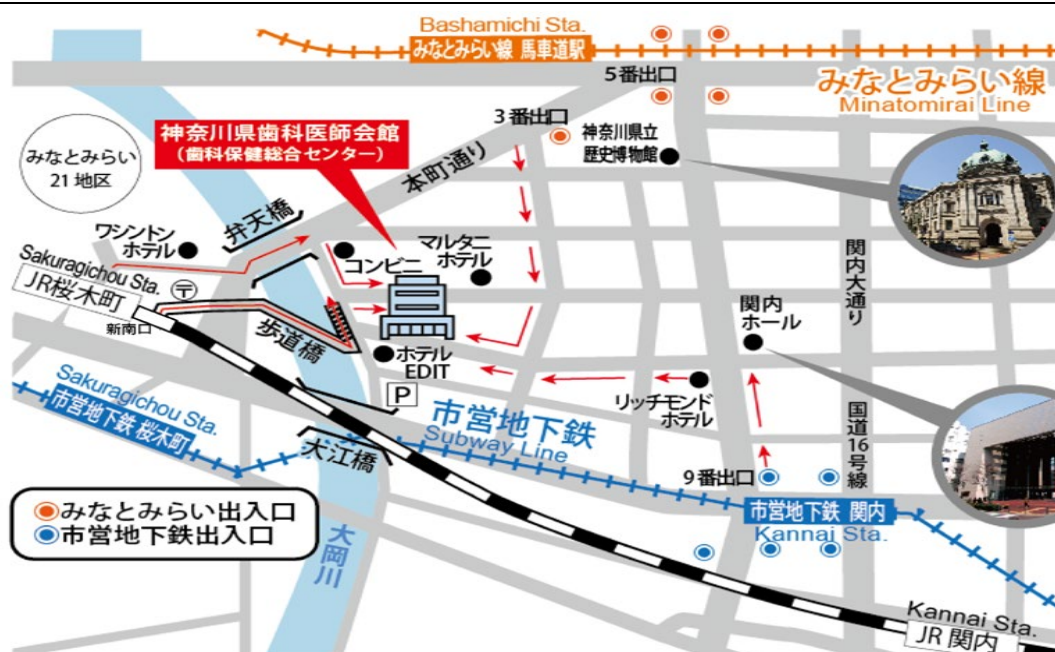 Bashamichi Sta.
みなとみらい線 馬車道駅
5番出口
みなとみらい線
Minatomirai Line
3番出口
神奈川県立
歴史博物館
神奈川県歯科医師会館
(歯科保健総合センター)
本町通り
みなとみらい
21地区
弁天橋
ワシントン
ホテル
コンビニ
マルタニ
ホテル
関内大通り
Sakuragichou Sta.
JR桜木町
〒
新南口
歩道橋
関内
ホール
ホテル
EDIT
P
リッチモンド
ホテル
Sakuragichou Sta.
市営地下鉄 桜木町
市営地下鉄
Subway Line
国道16号線
大江橋
9番出口
市営地下鉄 関内
Kannai Sta.
みなとみらい出入口
市営地下鉄出入口
大岡川
Kannai Sta.
JR関内